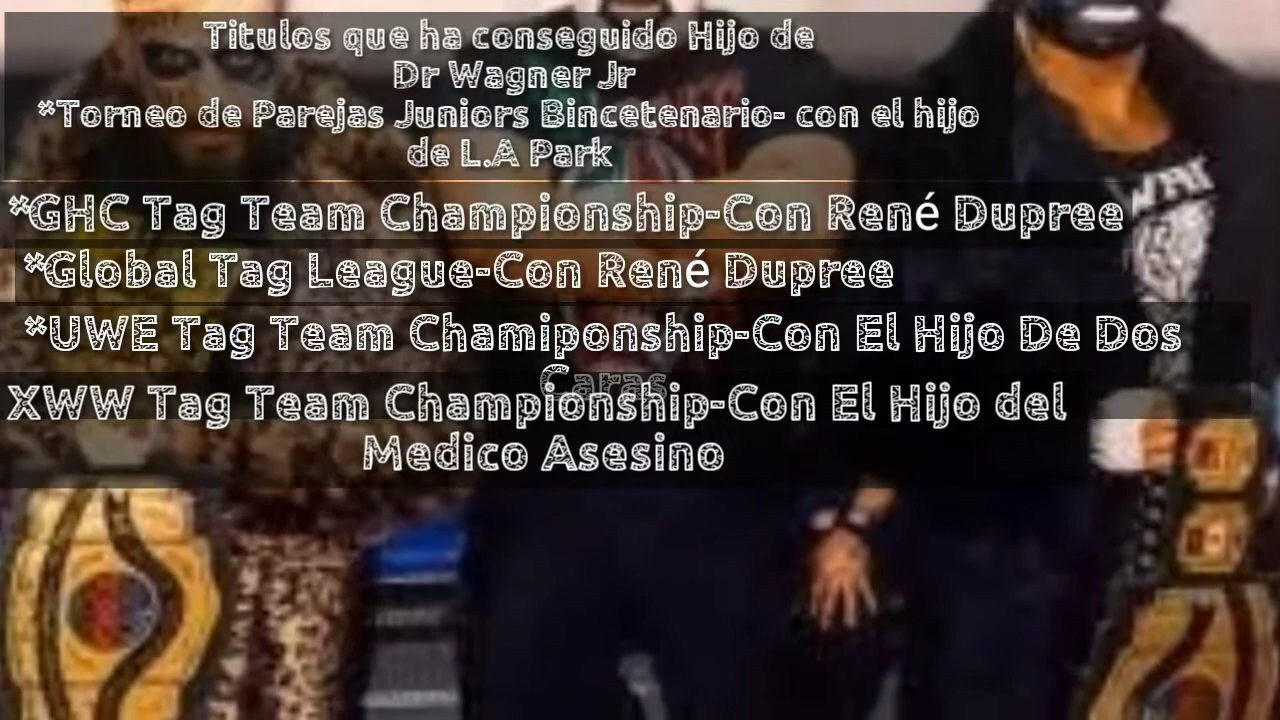 Titulos que ha conseguido Hijo de
Dr Wagner Jr
*Torneo de Parejas Juniors Bincetenario- con el hijo
de L.A Park
*GHC Tag Team Championship-Con René Dupree
*Global Tag League-Con René Dupree
*UWE Tag Team Chamiponship-Con El Hijo De Dos
Caras
XWW Tag Team Championship-Con El Hijo del
Medico Asesino